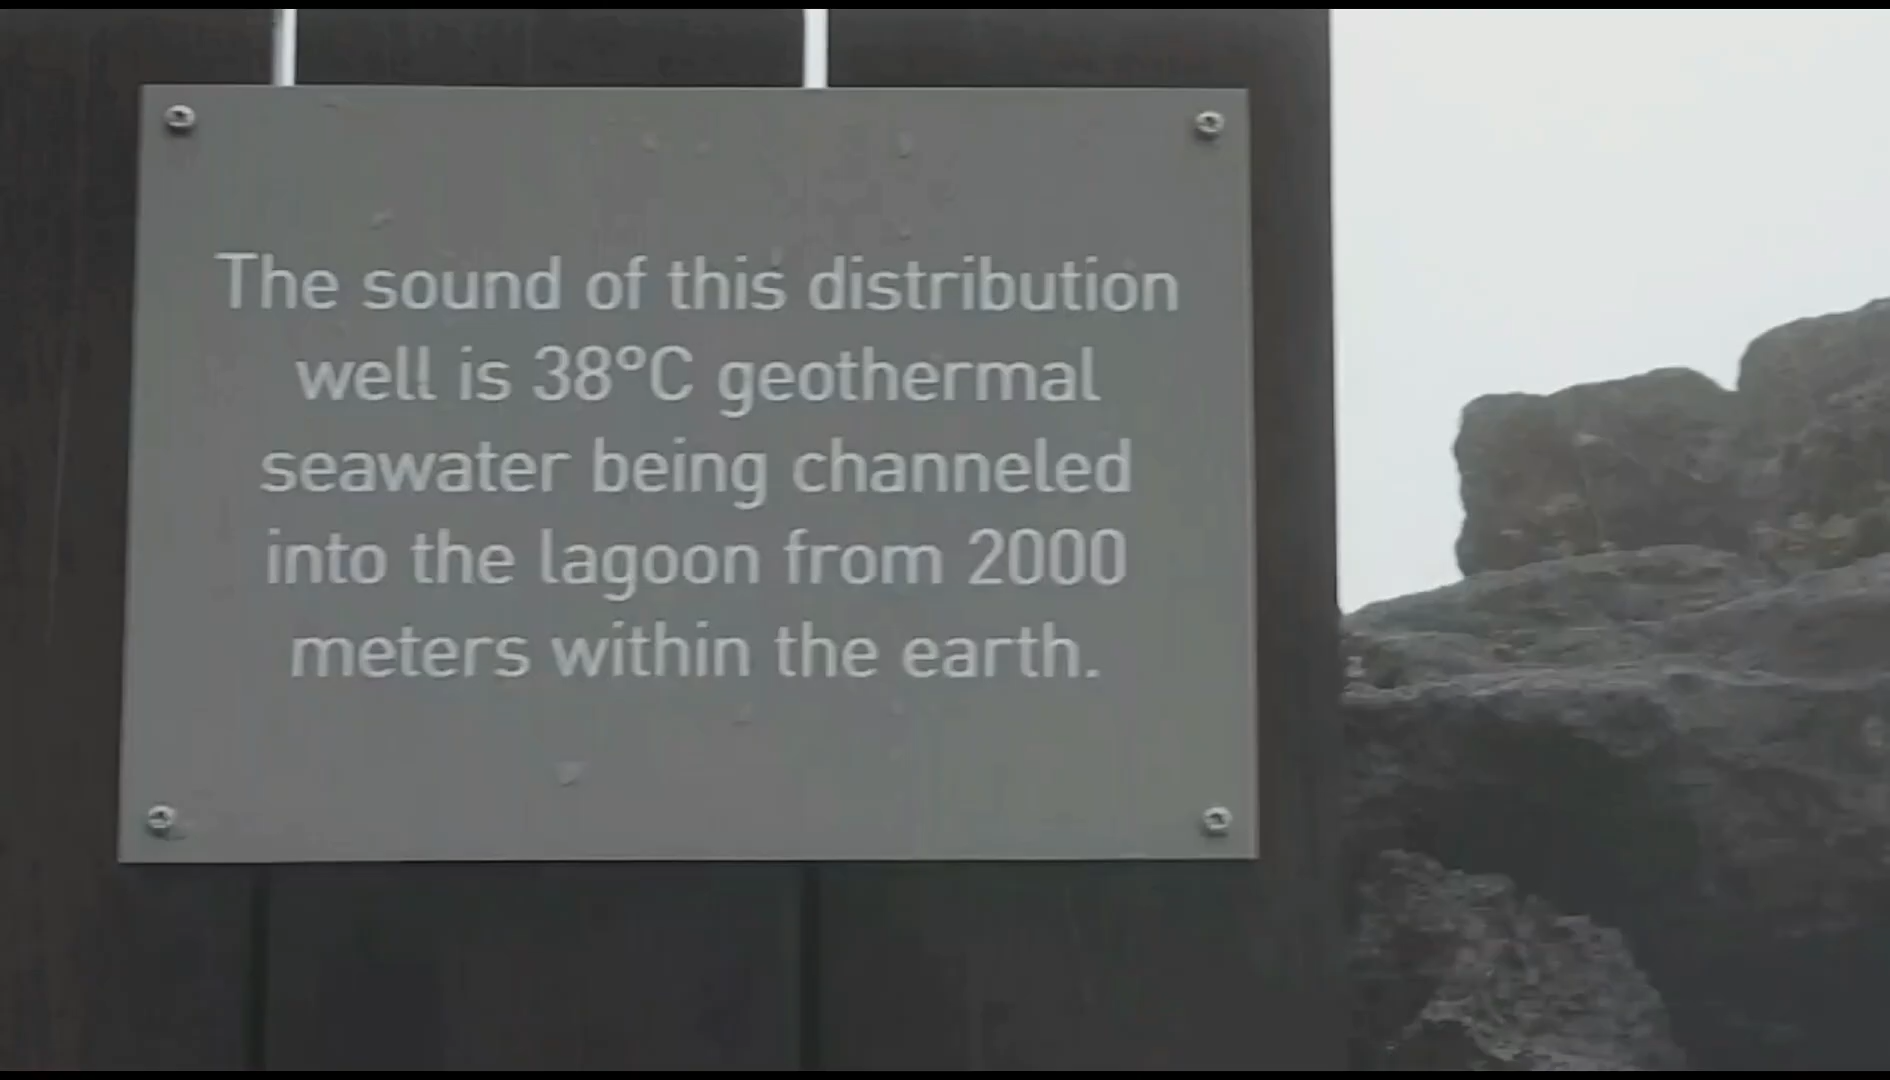 The sound of this distribution
well is 38°C geothermal
seawater being channeled
into the lagoon from 2000
meters within the earth.